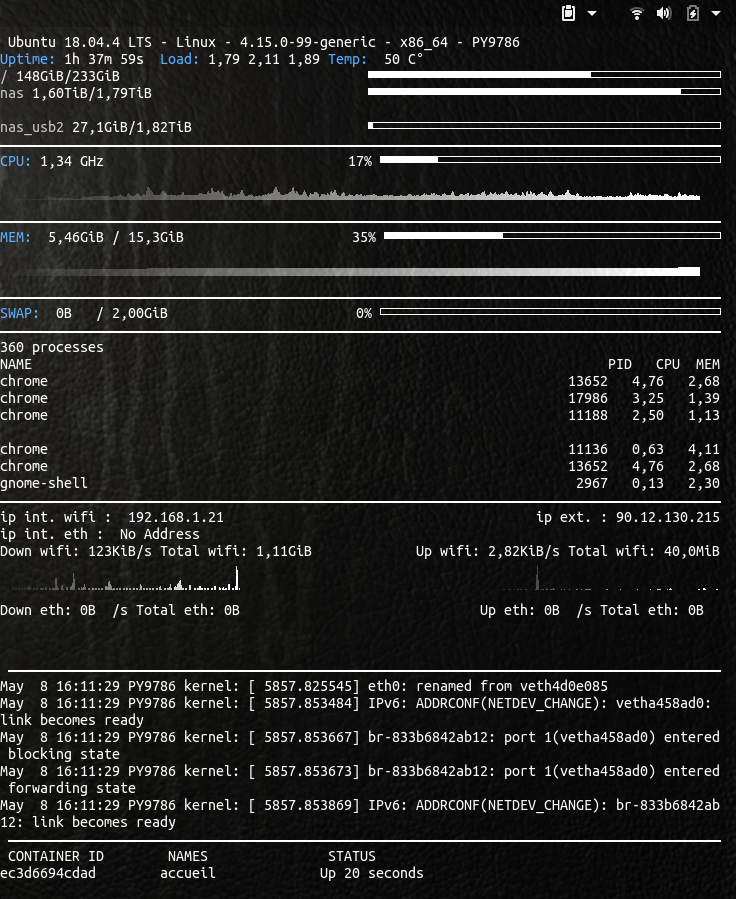 Ubuntu 18.04.4 LTS - Linux - 4.15.0-99-generic - x86_64 - PY9786
Uptime: 1h 37m 59s  Load: 1,79 2,11 1,89 Temp:  50 C°
/ 148GiB/233GiB
nas 1,60TiB/1,79TiB
nas_usb2 27,1GiB/1,82TiB
CPU: 1,34 GHz 17%
MEM:  5,46GiB / 15,3GiB 35%
SWAP:  0B   / 2,00GiB 0%
360 processes
NAME PID CPU MEM
chrome 13652 4,76 2,68
chrome 17986 3,25 1,39
chrome 11188 2,50 1,13
chrome 11136 0,63 4,11
chrome 13652 4,76 2,68
gnome-shell 2967 0,13 2,30
ip int. wifi :  192.168.1.21 ip ext. : 90.12.130.215
ip int. eth :  No Address
Down wifi: 123KiB/s Total wifi: 1,11GiB Up wifi: 2,82KiB/s Total wifi: 40,0MiB
Down eth: 0B  /s Total eth: 0B Up eth: 0B  /s Total eth: 0B
May  8 16:11:29 PY9786 kernel: [ 5857.825545] eth0: renamed from veth4d0e085
May  8 16:11:29 PY9786 kernel: [ 5857.853484] IPv6: ADDRCONF(NETDEV_CHANGE): vetha458ad0:
link becomes ready
May  8 16:11:29 PY9786 kernel: [ 5857.853667] br-833b6842ab12: port 1(vetha458ad0) entered
blocking state
May  8 16:11:29 PY9786 kernel: [ 5857.853673] br-833b6842ab12: port 1(vetha458ad0) entered
forwarding state
May  8 16:11:29 PY9786 kernel: [ 5857.853869] IPv6: ADDRCONF(NETDEV_CHANGE): br-833b6842ab
12: link becomes ready
CONTAINER ID NAMES STATUS
ec3d6694cdad accueil Up 20 seconds